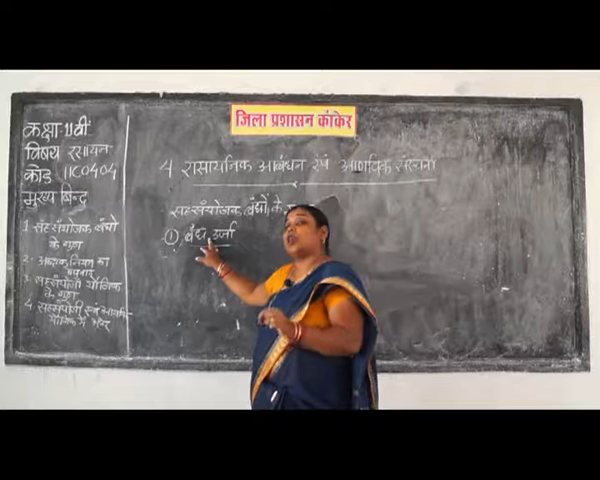 जिला प्रशासन कांकेर
कक्षा 11वीं
विषय रसायन
कोड 11C0404
मुख्य बिन्दु
1 सहसंयोजक बंधो
के गुण
2. अष्टक नियम का
अपवाद
3 सहसंयोजी यौगिक
के गुण
4. सहसंयोजी एवं आयनिक
यौगिक में अंतर
4 रासायनिक आबंधन एवं आण्विक संरचना
सहसंयोजक बंधों के
① बंध ऊर्जा